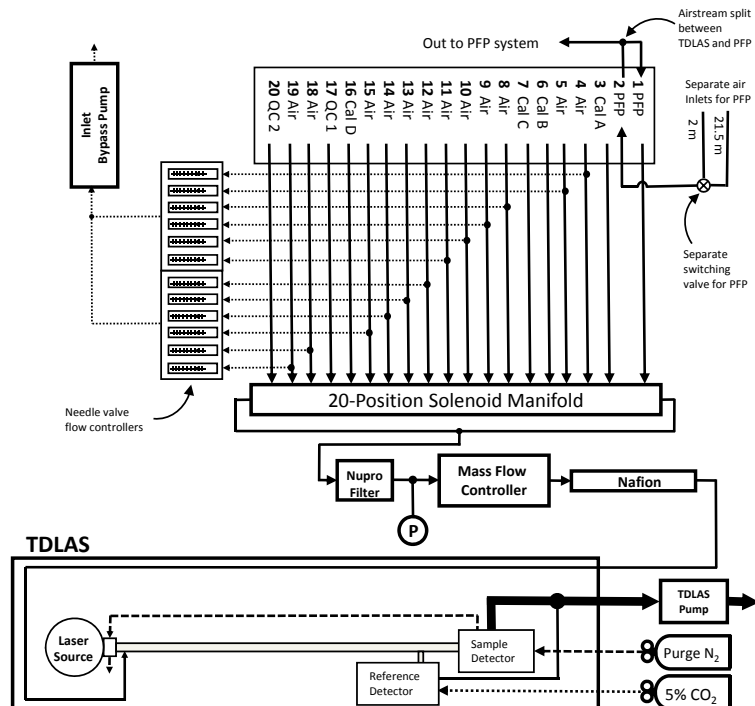 Airstream split
between
TDLAS and PFP
Out to PFP system
Inlet
Bypass Pump
20 QC 2
19 Air
18 Air
17 QC 1
16 Cal D
15 Air
14 Air
13 Air
12 Air
11 Air
10 Air
9 Air
8 Air
7 Cal C
6 Cal B
5 Air
4 Air
3 Cal A
2 PFP
1 PFP
Separate air
Inlets for PFP
2 m
21.5 m
Separate
switching
valve for PFP
Needle valve
flow controllers
20-Position Solenoid Manifold
Nupro
Filter
Mass Flow
Controller
Nafion
P
TDLAS
TDLAS
Pump
Laser
Source
Sample
Detector
Purge N₂
Reference
Detector
5% CO₂